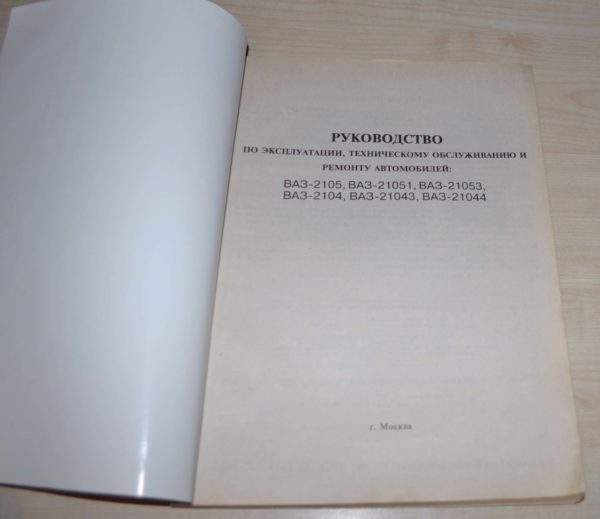 РУКОВОДСТВО
ПО ЭКСПЛУАТАЦИИ, ТЕХНИЧЕСКОМУ ОБСЛУЖИВАНИЮ И
РЕМОНТУ АВТОМОБИЛЕЙ:
ВАЗ-2105, ВАЗ-21051, ВАЗ-21053,
ВАЗ-2104, ВАЗ-21043, ВАЗ-21044
г. Москва